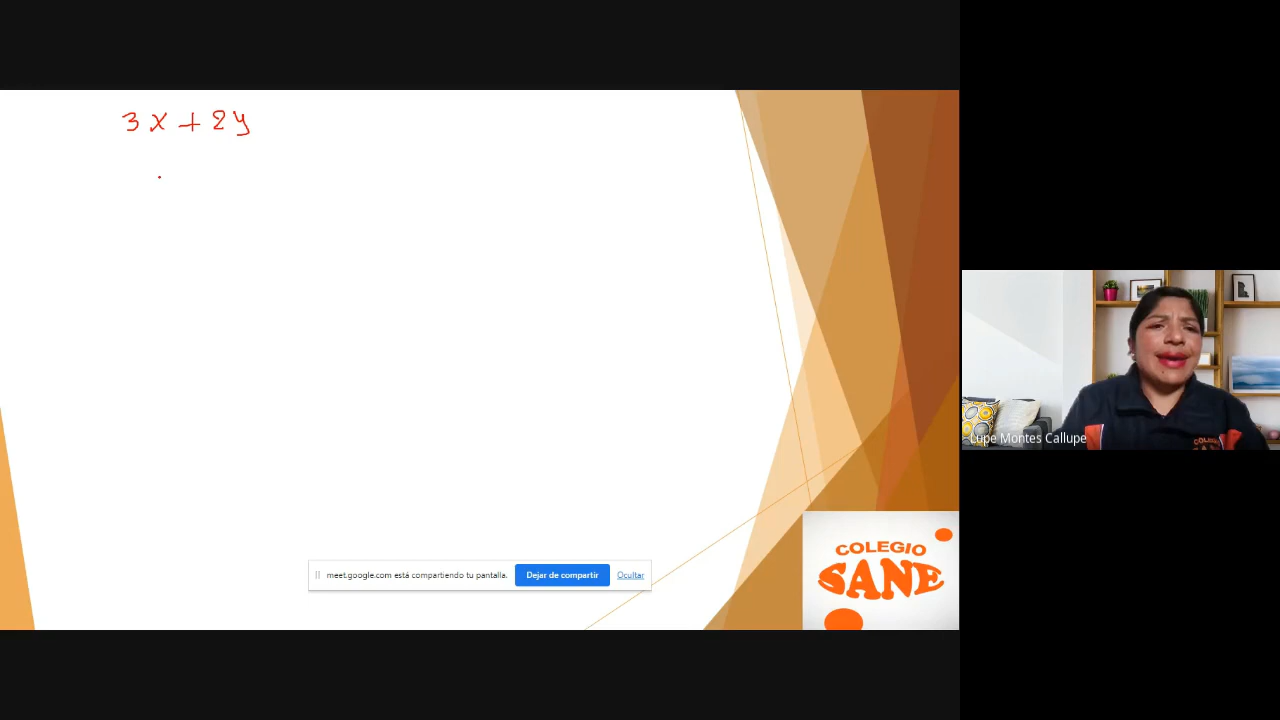 3x + 2y
Lupe Montes Callupe
COLEGIO
SANE
meet.google.com está compartiendo tu pantalla.
Dejar de compartir
Ocultar